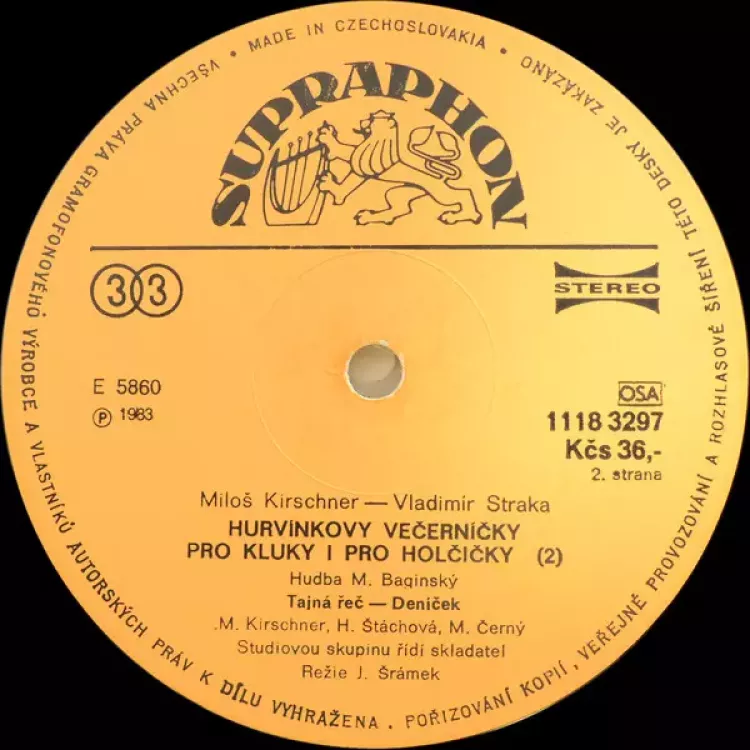 • MADE IN CZECHOSLOVAKIA •
VŠECHNA PRÁVA GRAMOFONOVÉHO VÝROBCE A VLASTNÍKŮ AUTORSKÝCH PRÁV K DÍLU VYHRAŽENA. POŘIZOVÁNÍ KOPIÍ, VEŘEJNÉ PROVOZOVÁNÍ A ROZHLASOVÉ ŠÍŘENÍ TÉTO DESKY JE ZAKÁZÁNO
SUPRAPHON
33
STEREO
E 5860
Ⓟ 1983
OSA
1118 3297
Kčs 36,-
2. strana
Miloš Kirschner — Vladimír Straka
HURVÍNKOVY VEČERNÍČKY
PRO KLUKY I PRO HOLČIČKY (2)
Hudba M. Baginský
Tajná řeč — Deníček
.M. Kirschner, H. Štáchová, M. Černý
Studiovou skupinu řídí skladatel
Režie J. Šrámek